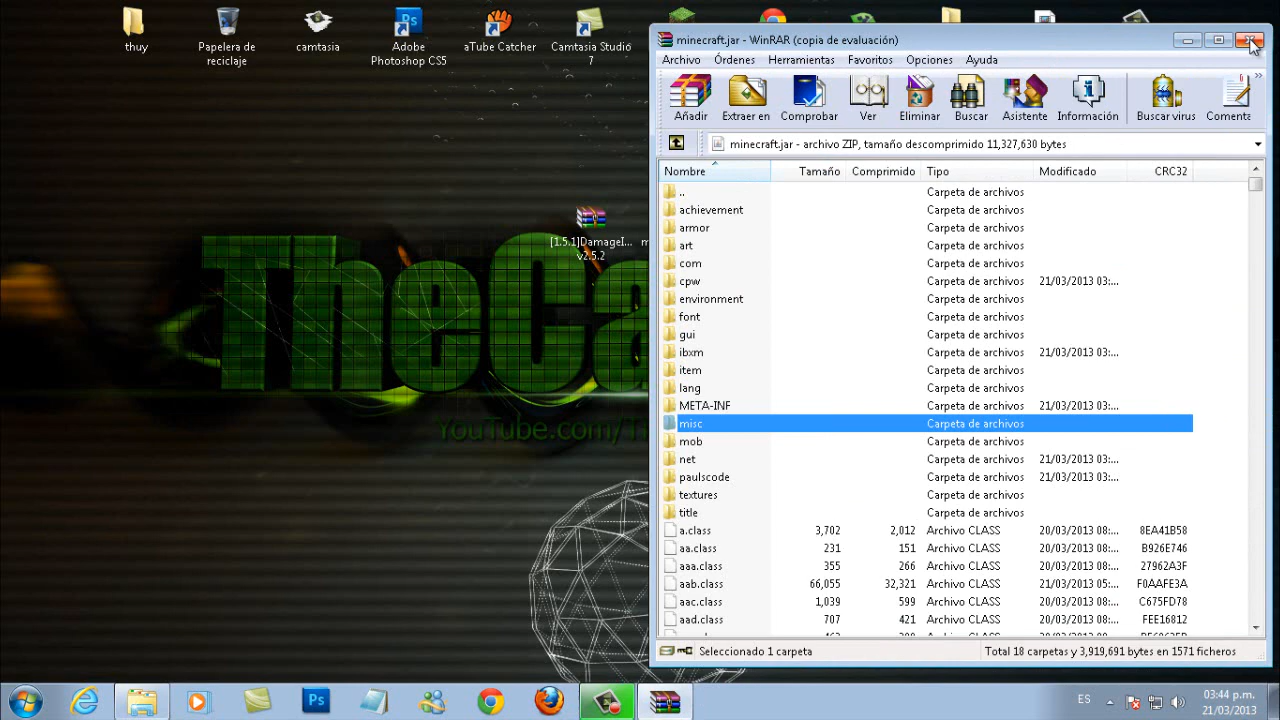 thuy
Papelera de
reciclaje
camtasia
Adobe
Photoshop CS5
aTube Catcher
Camtasia Studio
7
[1.5.1]DamageI...
v2.5.2
TheCa
YouTube.com/T
minecraft.jar - WinRAR (copia de evaluación)
Archivo Órdenes Herramientas Favoritos Opciones Ayuda
Añadir Extraer en Comprobar Ver Eliminar Buscar Asistente Información Buscar virus Comenta
minecraft.jar - archivo ZIP, tamaño descomprimido 11,327,630 bytes
Nombre Tamaño Comprimido Tipo Modificado CRC32
.. Carpeta de archivos
achievement Carpeta de archivos
armor Carpeta de archivos
art Carpeta de archivos
com Carpeta de archivos
cpw Carpeta de archivos 21/03/2013 03:...
environment Carpeta de archivos
font Carpeta de archivos
gui Carpeta de archivos
ibxm Carpeta de archivos 21/03/2013 03:...
item Carpeta de archivos
lang Carpeta de archivos
META-INF Carpeta de archivos 21/03/2013 03:...
misc Carpeta de archivos
mob Carpeta de archivos
net Carpeta de archivos 21/03/2013 03:...
paulscode Carpeta de archivos 21/03/2013 03:...
textures Carpeta de archivos
title Carpeta de archivos
a.class 3,702 2,012 Archivo CLASS 20/03/2013 08:... 8EA41B58
aa.class 231 151 Archivo CLASS 20/03/2013 08:... B926E746
aaa.class 355 266 Archivo CLASS 20/03/2013 08:... 27962A3F
aab.class 66,055 32,321 Archivo CLASS 21/03/2013 05:... F0AAFE3A
aac.class 1,039 599 Archivo CLASS 20/03/2013 08:... C675FD78
aad.class 707 421 Archivo CLASS 20/03/2013 08:... FEE16812
Seleccionado 1 carpeta Total 18 carpetas y 3,919,691 bytes en 1571 ficheros
ES
03:44 p.m.
21/03/2013